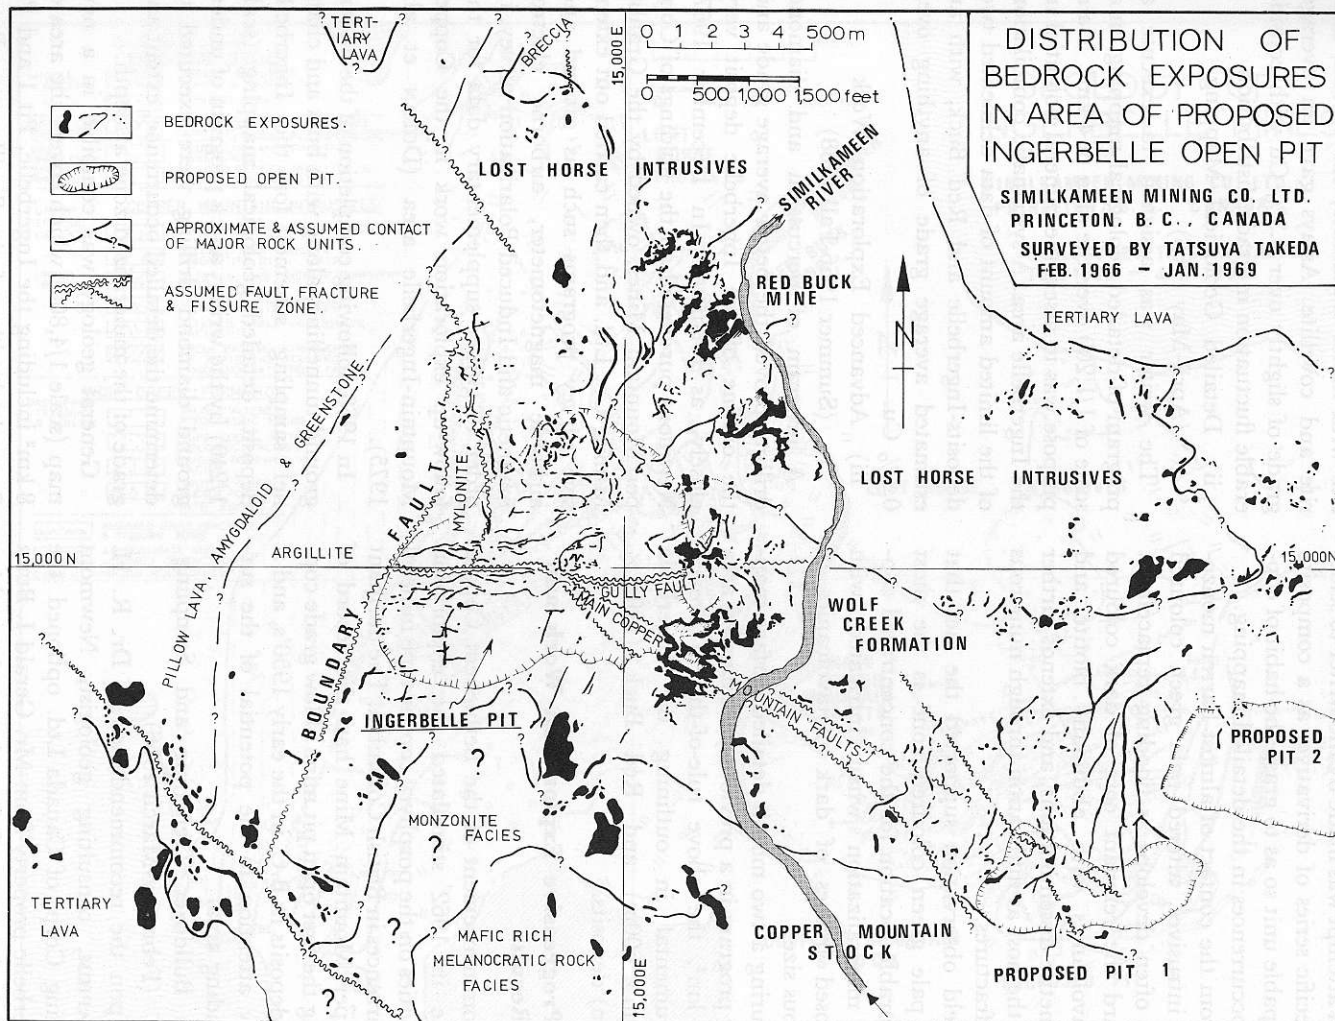 DISTRIBUTION OF
BEDROCK EXPOSURES
IN AREA OF PROPOSED
INGERBELLE OPEN PIT
SIMILKAMEEN MINING CO. LTD.
PRINCETON, B. C., CANADA
SURVEYED BY TATSUYA TAKEDA
FEB. 1966 – JAN. 1969
BEDROCK EXPOSURES.
PROPOSED OPEN PIT.
APPROXIMATE & ASSUMED CONTACT
OF MAJOR ROCK UNITS.
ASSUMED FAULT, FRACTURE
& FISSURE ZONE.
TERT-
IARY
LAVA
BRECCIA
15,000 E
0 1 2 3 4 500 m
0 500 1,000 1,500 feet
LOST HORSE INTRUSIVES
SIMILKAMEEN
RIVER
RED BUCK
MINE
N
TERTIARY LAVA
PILLOW LAVA, AMYGDALOID & GREENSTONE
BOUNDARY FAULT
MYLONITE
LOST HORSE INTRUSIVES
15,000 N
ARGILLITE
15,000N
GULLY FAULT
MAIN COPPER
MOUNTAIN FAULTS
WOLF
CREEK
FORMATION
INGERBELLE PIT
PROPOSED
PIT 2
MONZONITE
FACIES
TERTIARY
LAVA
MAFIC RICH
MELANOCRATIC ROCK
FACIES
COPPER MOUNTAIN
STOCK
PROPOSED PIT 1
15,000E